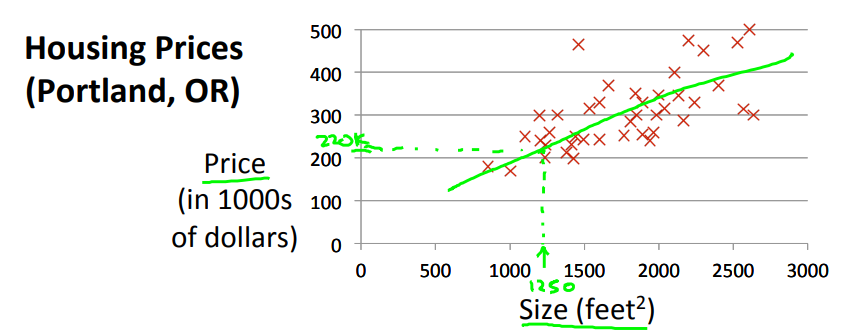 Housing Prices
(Portland, OR)
500
400
300
220K
200
100
0
Price
(in 1000s
of dollars)
0 500 1000 1500 2000 2500 3000
1250
Size (feet²)